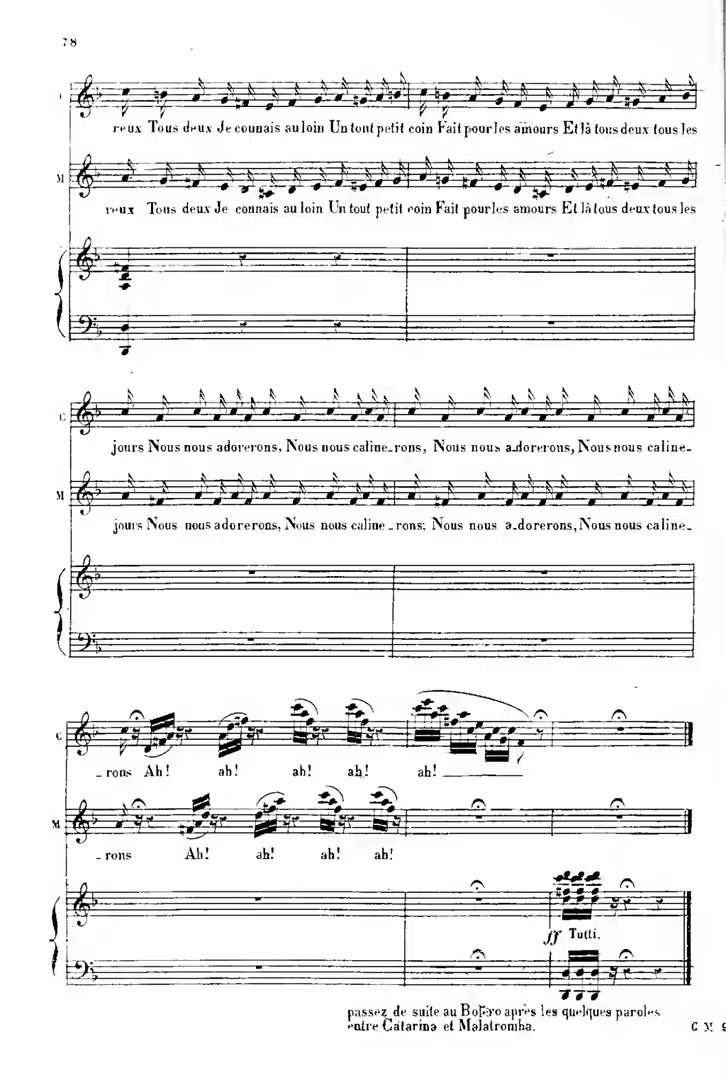 78
reux Tous deux Je connais au loin Un tout petit coin Fait pour les amours Et là tous deux tous les
M
reux Tous deux Je connais au loin Un tout petit coin Fait pour les amours Et là tous deux tous les
C
jours Nous nous adorerons, Nous nous caline_rons, Nous nous a_dorerons, Nous nous caline_
M
jours Nous nous adorerons, Nous nous caline_rons; Nous nous a_dorerons, Nous nous caline_
C
_rons Ah! ah! ah! ah! ah!
M
_rons Ah! ah! ah! ah!
ff Tutti.
passez de suite au Boléro après les quelques paroles
entre Catarina et Malatromba.
C M 9